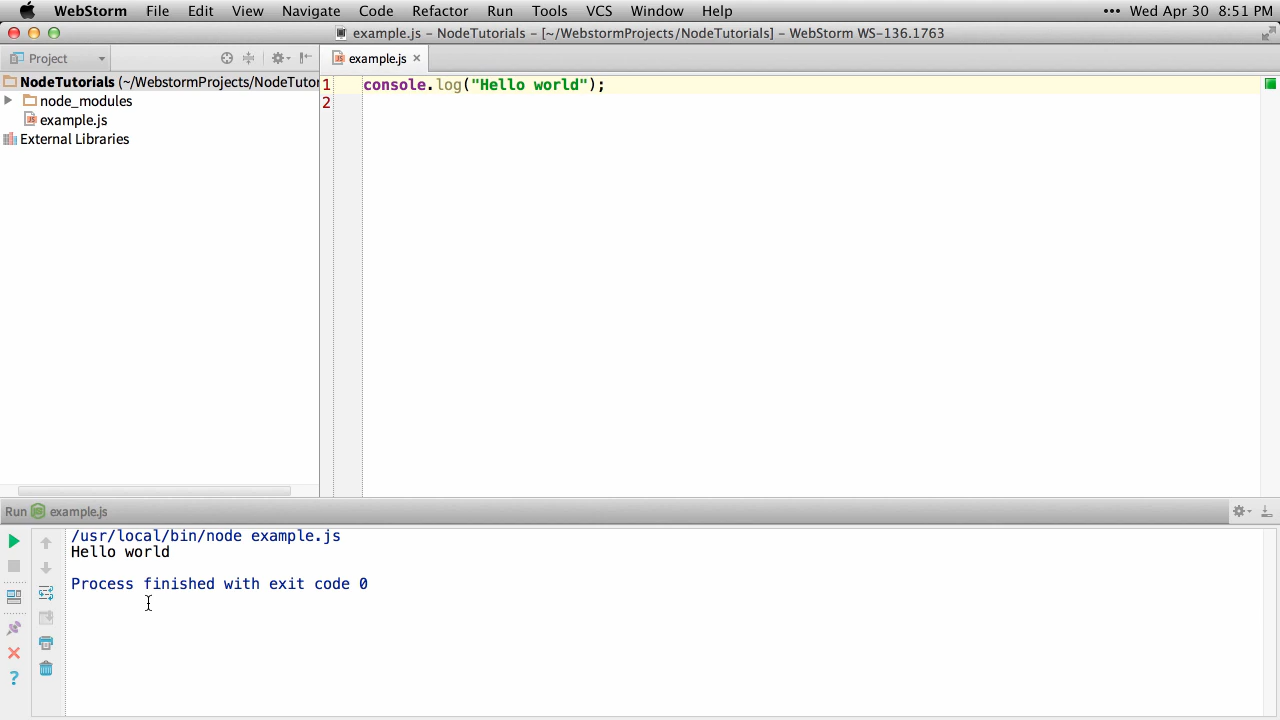 WebStorm File Edit View Navigate Code Refactor Run Tools VCS Window Help Wed Apr 30 8:51 PM
example.js – NodeTutorials – [~/WebstormProjects/NodeTutorials] – WebStorm WS-136.1763
Project
example.js
NodeTutorials (~/WebstormProjects/NodeTutor
node_modules
example.js
External Libraries
1 console.log("Hello world");
2
Run example.js
/usr/local/bin/node example.js
Hello world
Process finished with exit code 0